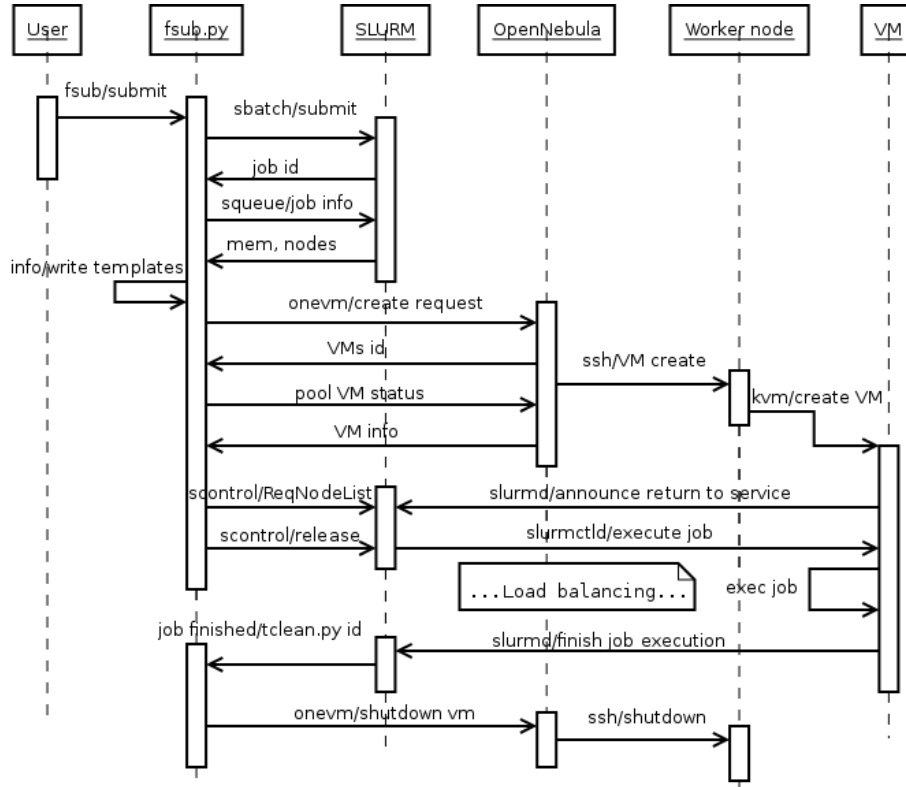 User
fsub.py
SLURM
OpenNebula
Worker node
VM
fsub/submit
sbatch/submit
job id
squeue/job info
mem, nodes
info/write templates
onevm/create request
VMs id
ssh/VM create
pool VM status
kvm/create VM
VM info
scontrol/ReqNodeList
slurmd/announce return to service
scontrol/release
slurmctld/execute job
...Load balancing...
exec job
job finished/tclean.py id
slurmd/finish job execution
onevm/shutdown vm
ssh/shutdown